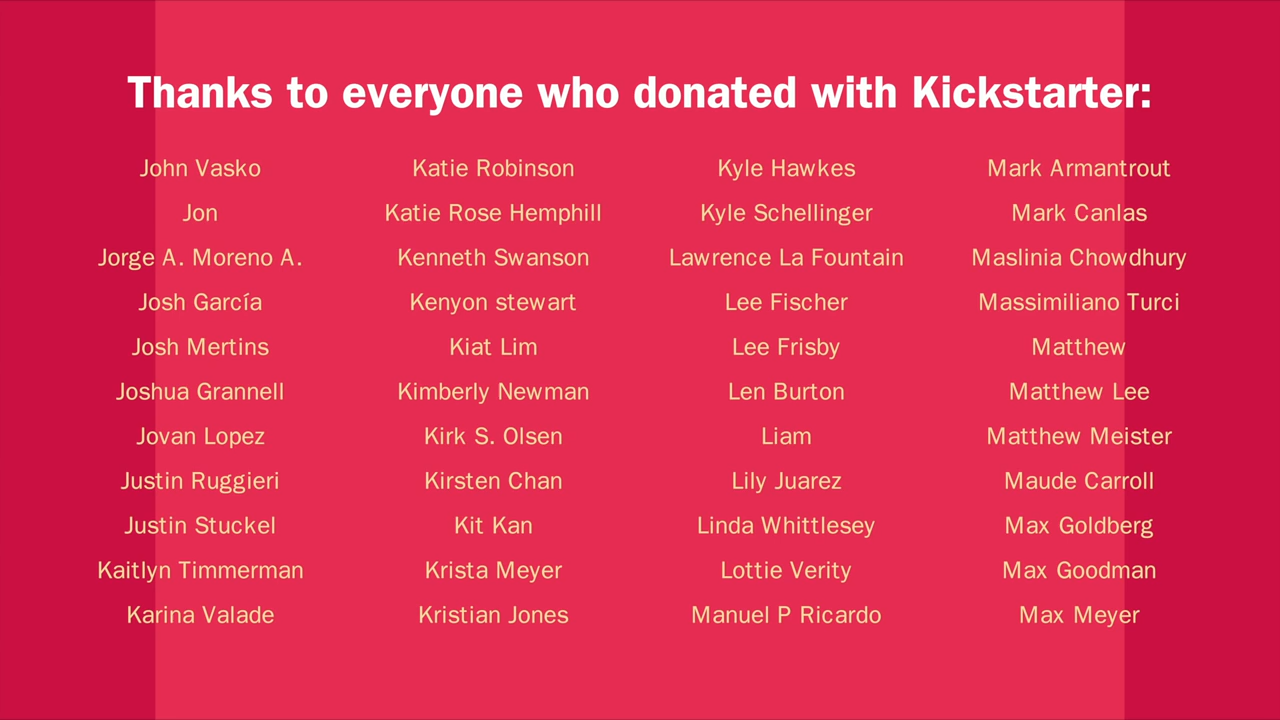 Thanks to everyone who donated with Kickstarter:
John Vasko
Jon
Jorge A. Moreno A.
Josh García
Josh Mertins
Joshua Grannell
Jovan Lopez
Justin Ruggieri
Justin Stuckel
Kaitlyn Timmerman
Karina Valade
Katie Robinson
Katie Rose Hemphill
Kenneth Swanson
Kenyon stewart
Kiat Lim
Kimberly Newman
Kirk S. Olsen
Kirsten Chan
Kit Kan
Krista Meyer
Kristian Jones
Kyle Hawkes
Kyle Schellinger
Lawrence La Fountain
Lee Fischer
Lee Frisby
Len Burton
Liam
Lily Juarez
Linda Whittlesey
Lottie Verity
Manuel P Ricardo
Mark Armantrout
Mark Canlas
Maslinia Chowdhury
Massimiliano Turci
Matthew
Matthew Lee
Matthew Meister
Maude Carroll
Max Goldberg
Max Goodman
Max Meyer